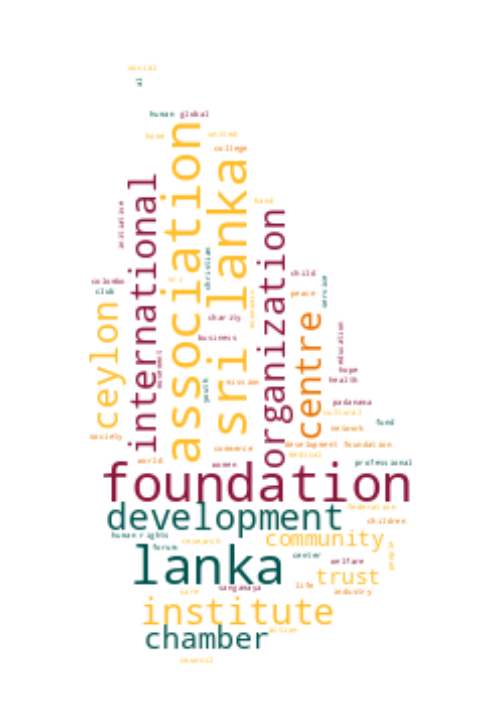 social
human global
home united
college
hand
association
sri lanka
international
initiative
organization
christian
child
colombo
club
peace
service
ceylon
centre
charity
business
education
hope
health
youth
mission
padanama
cultural
network
fund
society
commerce
development foundation
medical
world
women
professional
foundation
development
federation
children
human rights
forum
research
community
center
welfare
people
lanka
trust
life
industry
care
sangamaya
institute
action
chamber
council